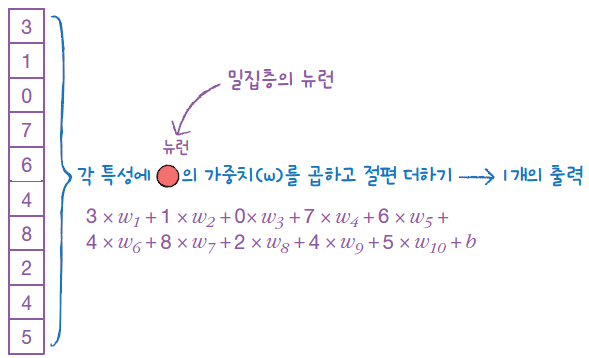 3
1
0
7
6
4
8
2
4
5
밀집층의 뉴런
뉴런
각 특성에 의 가중치(ω)를 곱하고 절편 더하기 → 1개의 출력
3 × w₁ + 1 × w₂ + 0 × w₃ + 7 × w₄ + 6 × w₅ +
4 × w₆ + 8 × w₇ + 2 × w₈ + 4 × w₉ + 5 × w₁₀ + b